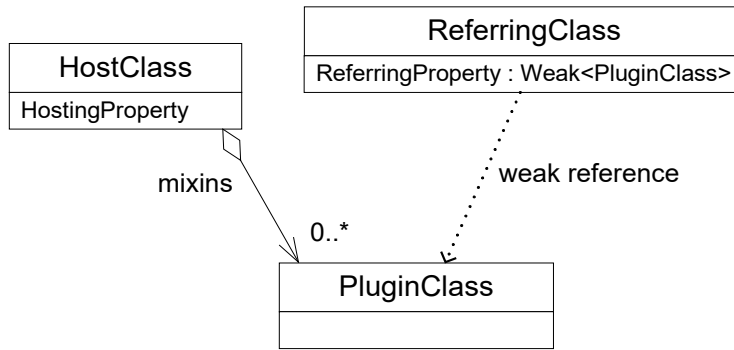 HostClass
HostingProperty
ReferringClass
ReferringProperty : Weak<PluginClass>
mixins
weak reference
0..*
PluginClass